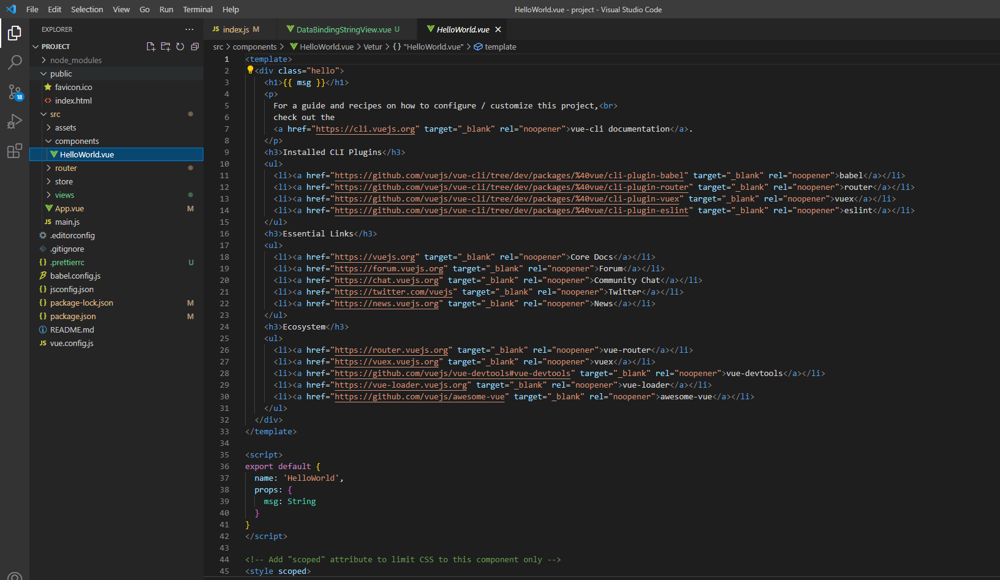 File Edit Selection View Go Run Terminal Help
HelloWorld.vue - project - Visual Studio Code
EXPLORER
PROJECT
node_modules
public
favicon.ico
index.html
src
assets
components
HelloWorld.vue
router
store
views
App.vue M
main.js
.editorconfig
.gitignore
.prettierrc U
babel.config.js
jsconfig.json
package-lock.json M
package.json M
README.md
vue.config.js
18
JS index.js M
DataBindingStringView.vue U
HelloWorld.vue
src > components > HelloWorld.vue > Vetur > {} "HelloWorld.vue" > template
1 <template>
2 <div class="hello">
3 <h1>{{ msg }}</h1>
4 <p>
5 For a guide and recipes on how to configure / customize this project,<br>
6 check out the
7 <a href="https://cli.vuejs.org" target="_blank" rel="noopener">vue-cli documentation</a>.
8 </p>
9 <h3>Installed CLI Plugins</h3>
10 <ul>
11 <li><a href="https://github.com/vuejs/vue-cli/tree/dev/packages/%40vue/cli-plugin-babel" target="_blank" rel="noopener">babel</a></li>
12 <li><a href="https://github.com/vuejs/vue-cli/tree/dev/packages/%40vue/cli-plugin-router" target="_blank" rel="noopener">router</a></li>
13 <li><a href="https://github.com/vuejs/vue-cli/tree/dev/packages/%40vue/cli-plugin-vuex" target="_blank" rel="noopener">vuex</a></li>
14 <li><a href="https://github.com/vuejs/vue-cli/tree/dev/packages/%40vue/cli-plugin-eslint" target="_blank" rel="noopener">eslint</a></li>
15 </ul>
16 <h3>Essential Links</h3>
17 <ul>
18 <li><a href="https://vuejs.org" target="_blank" rel="noopener">Core Docs</a></li>
19 <li><a href="https://forum.vuejs.org" target="_blank" rel="noopener">Forum</a></li>
20 <li><a href="https://chat.vuejs.org" target="_blank" rel="noopener">Community Chat</a></li>
21 <li><a href="https://twitter.com/vuejs" target="_blank" rel="noopener">Twitter</a></li>
22 <li><a href="https://news.vuejs.org" target="_blank" rel="noopener">News</a></li>
23 </ul>
24 <h3>Ecosystem</h3>
25 <ul>
26 <li><a href="https://router.vuejs.org" target="_blank" rel="noopener">vue-router</a></li>
27 <li><a href="https://vuex.vuejs.org" target="_blank" rel="noopener">vuex</a></li>
28 <li><a href="https://github.com/vuejs/vue-devtools#vue-devtools" target="_blank" rel="noopener">vue-devtools</a></li>
29 <li><a href="https://vue-loader.vuejs.org" target="_blank" rel="noopener">vue-loader</a></li>
30 <li><a href="https://github.com/vuejs/awesome-vue" target="_blank" rel="noopener">awesome-vue</a></li>
31 </ul>
32 </div>
33 </template>
34
35 <script>
36 export default {
37 name: 'HelloWorld',
38 props: {
39 msg: String
40 }
41 }
42 </script>
43
44 <!-- Add "scoped" attribute to limit CSS to this component only -->
45 <style scoped>